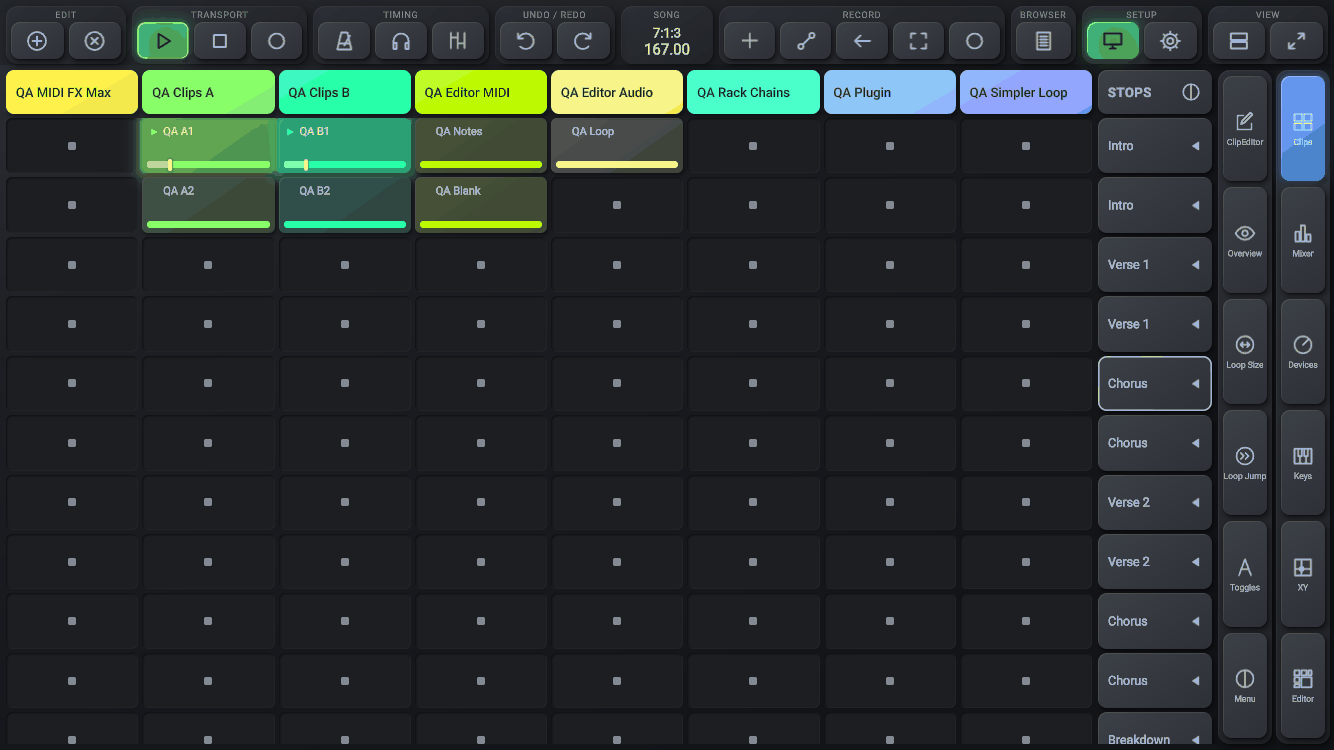 EDIT
TRANSPORT
TIMING
UNDO / REDO
SONG
RECORD
BROWSER
SETUP
VIEW
7:1:3
167.00
QA MIDI FX Max
QA Clips A
QA Clips B
QA Editor MIDI
QA Editor Audio
QA Rack Chains
QA Plugin
QA Simpler Loop
STOPS
QA A1
QA B1
QA Notes
QA Loop
Intro
QA A2
QA B2
QA Blank
Intro
Verse 1
Verse 1
Chorus
Chorus
Verse 2
Verse 2
Chorus
Chorus
Breakdown
ClipEditor
Overview
Loop Size
Loop Jump
Toggles
Menu
Clips
Mixer
Devices
Keys
XY
Editor